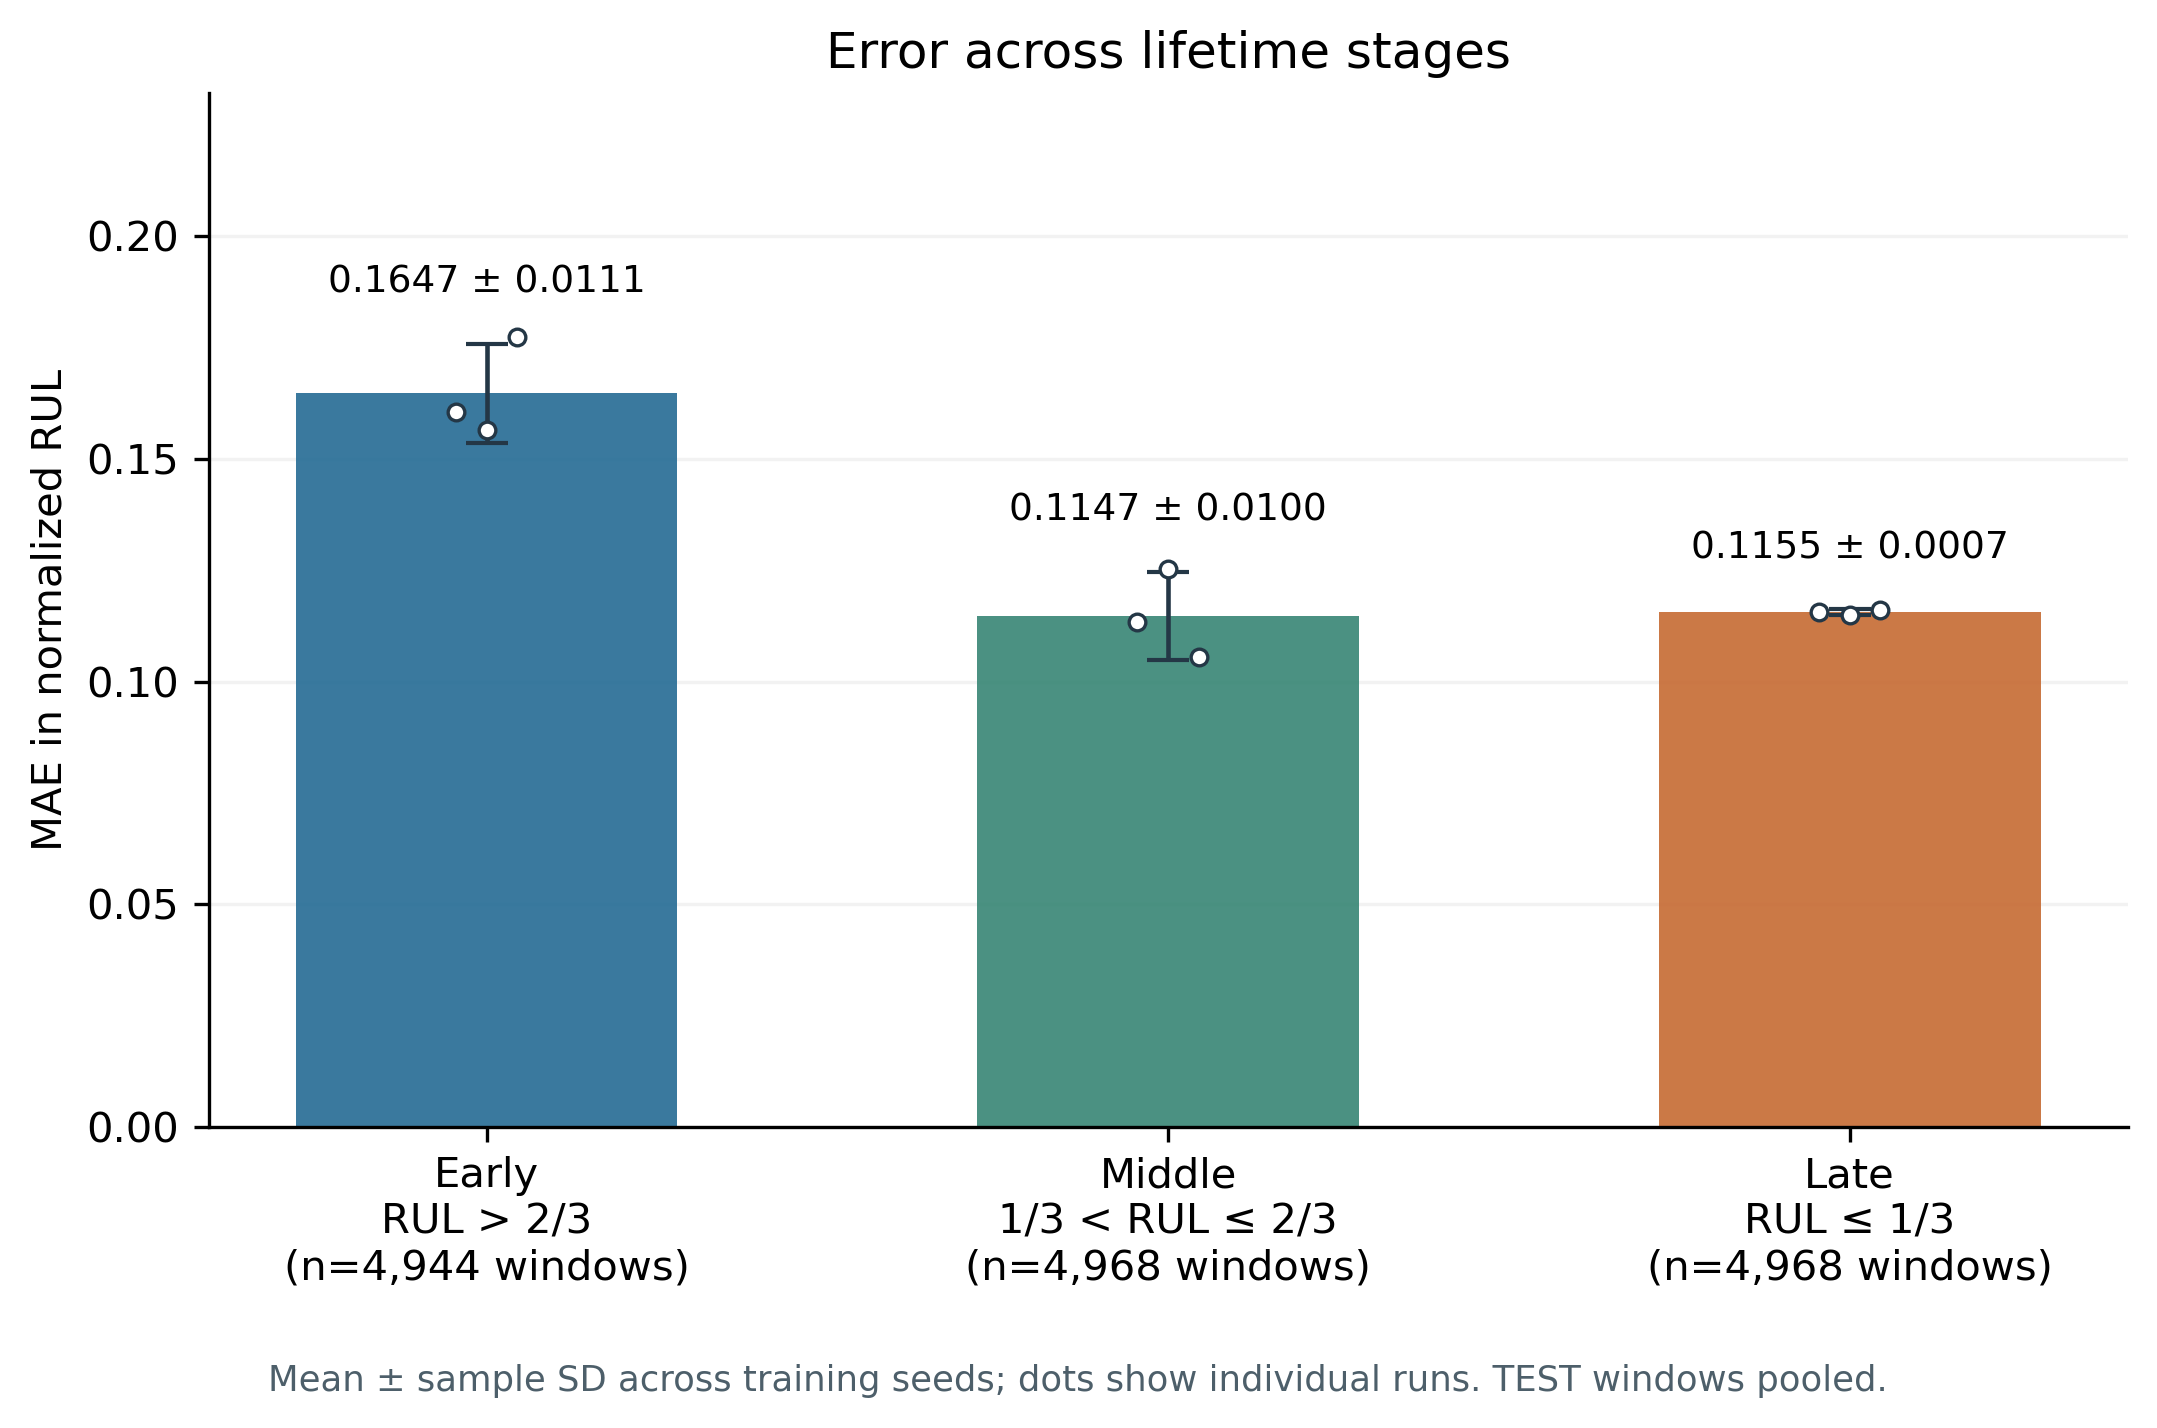 Error across lifetime stages
MAE in normalized RUL
0.20
0.15
0.10
0.05
0.00
0.1647 ± 0.0111
0.1147 ± 0.0100
0.1155 ± 0.0007
Early
RUL > 2/3
(n=4,944 windows)
Middle
1/3 < RUL ≤ 2/3
(n=4,968 windows)
Late
RUL ≤ 1/3
(n=4,968 windows)
Mean ± sample SD across training seeds; dots show individual runs. TEST windows pooled.